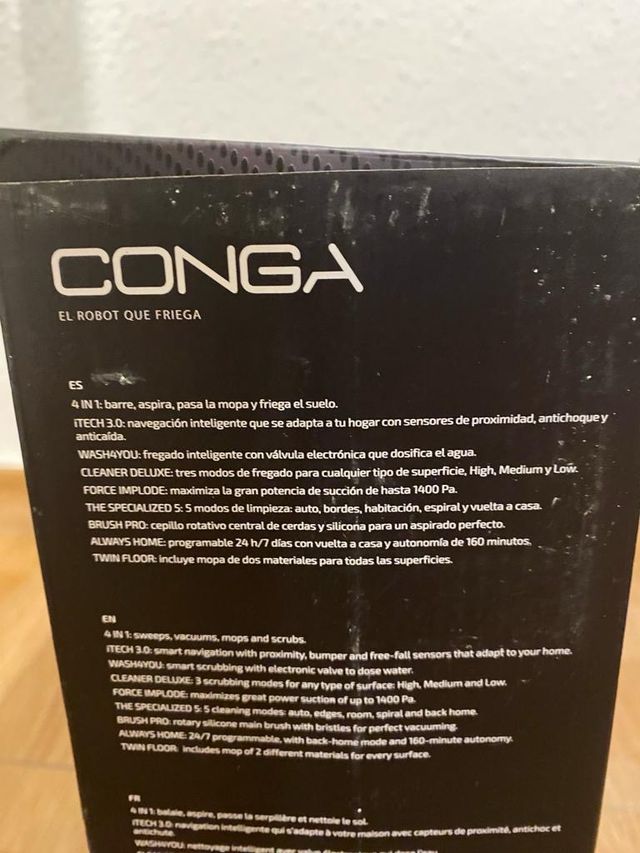 CONGA
EL ROBOT QUE FRIEGA
ES
4 IN 1: barre, aspira, pasa la mopa y friega el suelo.
iTECH 3.0: navegación inteligente que se adapta a tu hogar con sensores de proximidad, antichoque y
anticaída.
WASH4YOU: fregado inteligente con válvula electrónica que dosifica el agua.
CLEANER DELUXE: tres modos de fregado para cualquier tipo de superficie, High, Medium y Low.
FORCE IMPLODE: maximiza la gran potencia de succión de hasta 1400 Pa.
THE SPECIALIZED 5: 5 modos de limpieza: auto, bordes, habitación, espiral y vuelta a casa.
BRUSH PRO: cepillo rotativo central de cerdas y silicona para un aspirado perfecto.
ALWAYS HOME: programable 24 h/7 días con vuelta a casa y autonomía de 160 minutos.
TWIN FLOOR: incluye mopa de dos materiales para todas las superficies.
EN
4 IN 1: sweeps, vacuums, mops and scrubs.
iTECH 3.0: smart navigation with proximity, bumper and free-fall sensors that adapt to your home.
WASH4YOU: smart scrubbing with electronic valve to dose water.
CLEANER DELUXE: 3 scrubbing modes for any type of surface: High, Medium and Low.
FORCE IMPLODE: maximizes great power suction of up to 1400 Pa.
THE SPECIALIZED 5: 5 cleaning modes: auto, edges, room, spiral and back home.
BRUSH PRO: rotary silicone main brush with bristles for perfect vacuuming.
ALWAYS HOME: 24/7 programmable, with back-home mode and 160-minute autonomy.
TWIN FLOOR: includes mop of 2 different materials for every surface.
FR
4 IN 1: balaie, aspire, passe la serpillère et nettoie le sol.
iTECH 3.0: navigation intelligente qui s'adapte à votre maison avec capteurs de proximité, antichoc et
antichute.
WASH4YOU: nettoyage intelligent avec